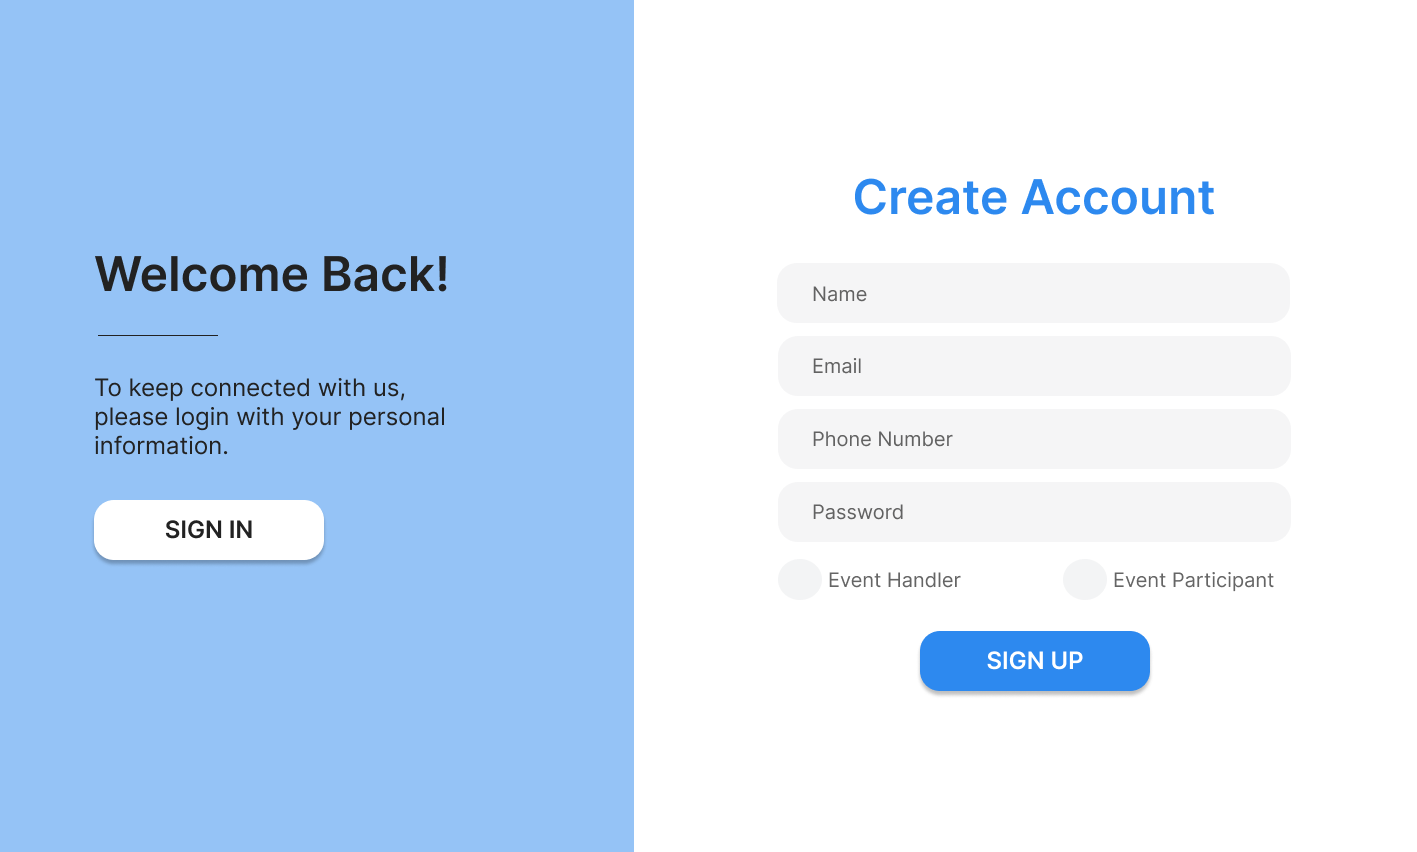 Welcome Back!
To keep connected with us,
please login with your personal
information.
SIGN IN
Create Account
Name
Email
Phone Number
Password
Event Handler
Event Participant
SIGN UP